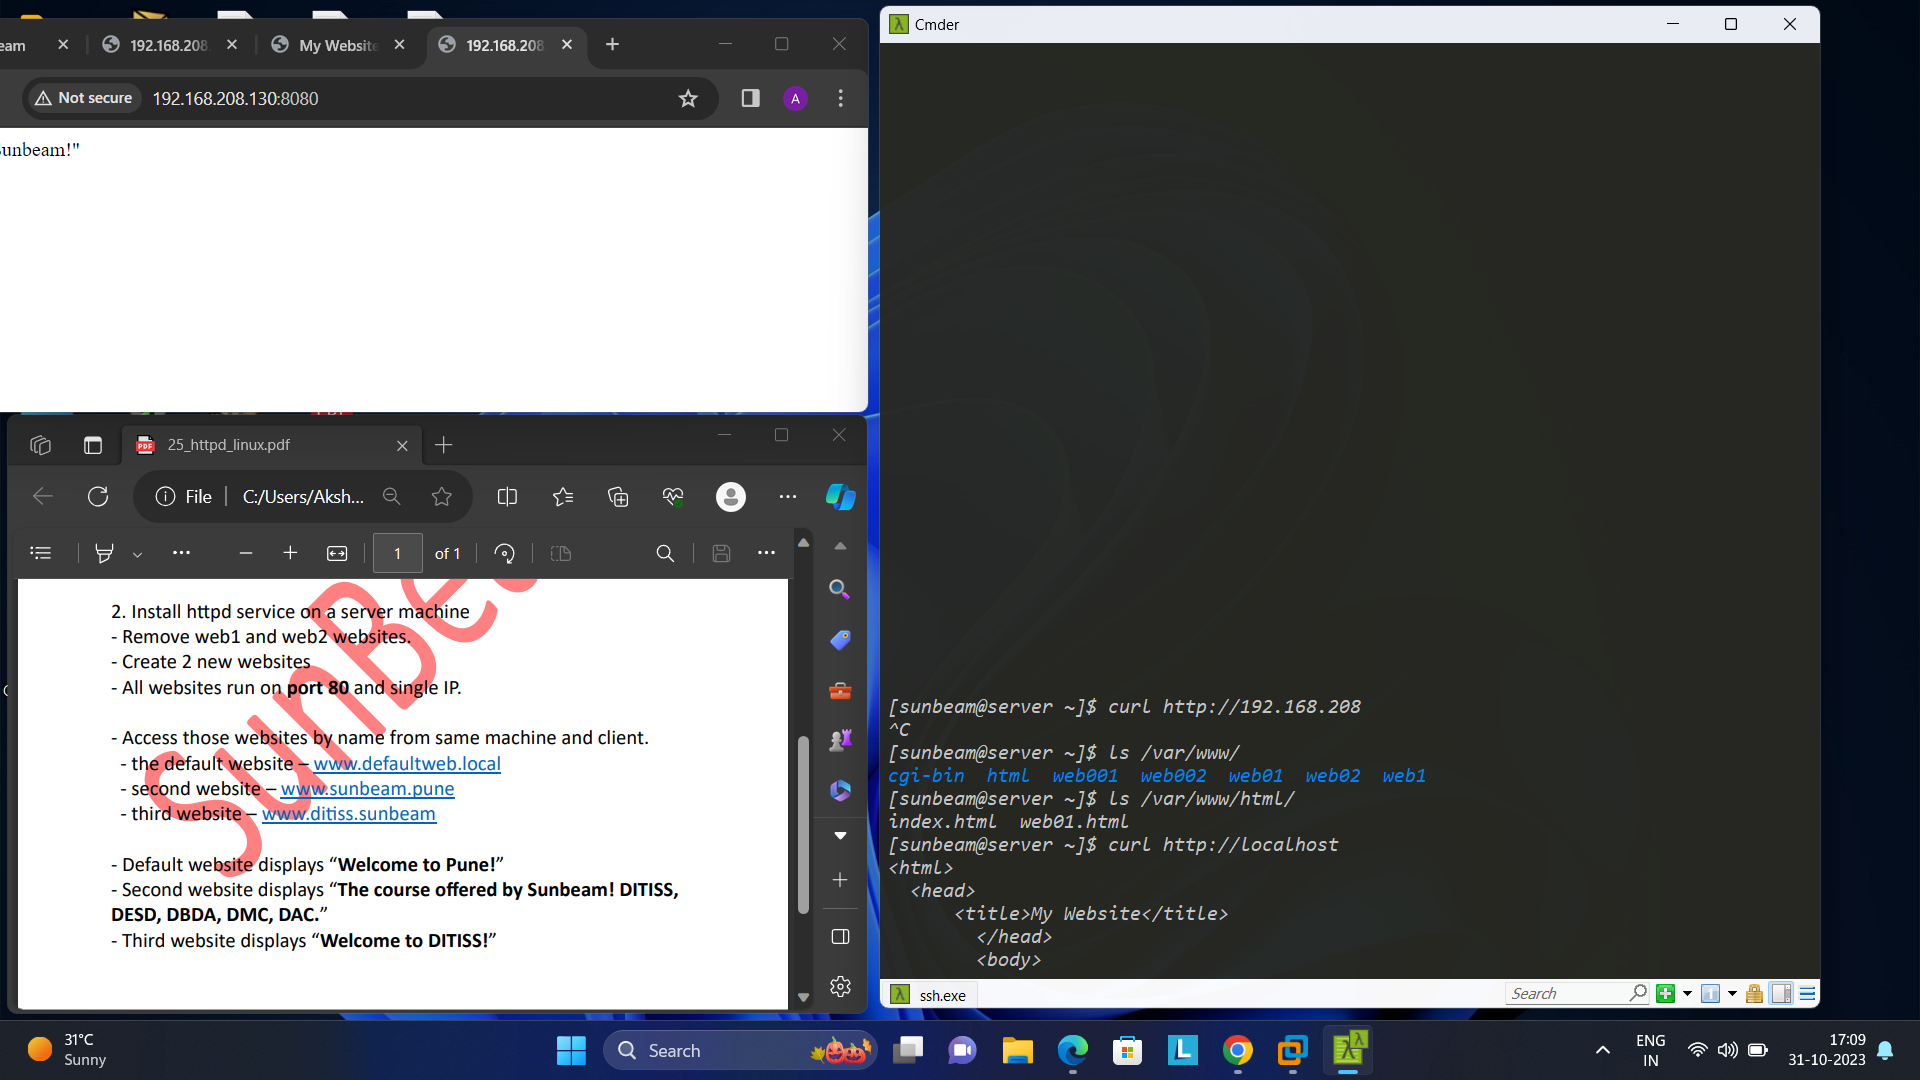 eam
192.168.208
My Website
192.168.208
Not secure
192.168.208.130:8080
unbeam!"
25_httpd_linux.pdf
File
C:/Users/Aksh...
1
of 1
2. Install httpd service on a server machine
- Remove web1 and web2 websites.
- Create 2 new websites
- All websites run on port 80 and single IP.
- Access those websites by name from same machine and client.
- the default website – www.defaultweb.local
- second website – www.sunbeam.pune
- third website – www.ditiss.sunbeam
- Default website displays “Welcome to Pune!”
- Second website displays “The course offered by Sunbeam! DITISS,
DESD, DBDA, DMC, DAC.”
- Third website displays “Welcome to DITISS!”
SunBe
Cmder
[sunbeam@server ~]$ curl http://192.168.208
^C
[sunbeam@server ~]$ ls /var/www/
cgi-bin html web001 web002 web01 web02 web1
[sunbeam@server ~]$ ls /var/www/html/
index.html web01.html
[sunbeam@server ~]$ curl http://localhost
<html>
<head>
<title>My Website</title>
</head>
<body>
ssh.exe
Search
31°C
Sunny
Search
ENG
IN
17:09
31-10-2023